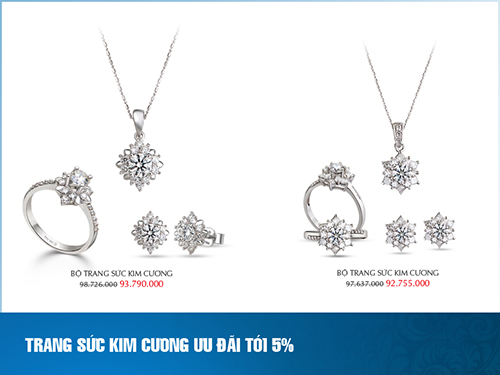 BỘ TRANG SỨC KIM CƯƠNG
98.726.000 93.790.000
BỘ TRANG SỨC KIM CƯƠNG
97.637.000 92.755.000
TRANG SỨC KIM CƯƠNG ƯU ĐÃI TỚI 5%